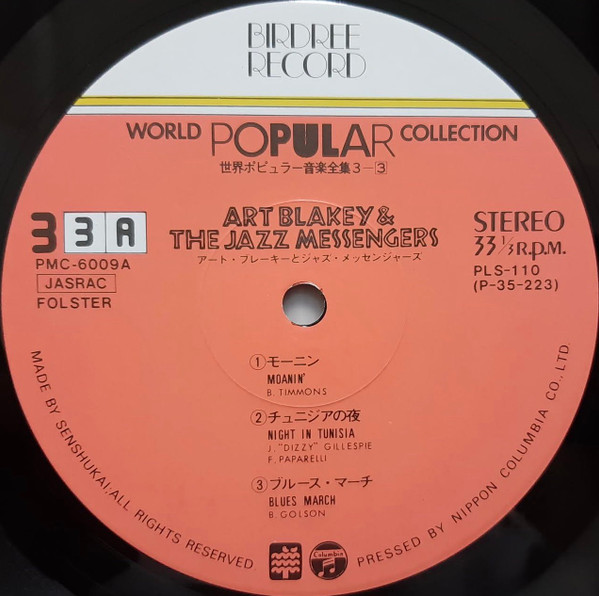 BIRDREE
RECORD
WORLD POPULAR COLLECTION
世界ポピュラー音楽全集3—3
3 3 A
PMC-6009A
JASRAC
FOLSTER
ART BLAKEY &
THE JAZZ MESSENGERS
アート・ブレーキーとジャズ・メッセンジャーズ
STEREO
33 1/3 R.P.M.
PLS-110
(P-35-223)
①モーニン
MOANIN'
B. TIMMONS
②チュニジアの夜
NIGHT IN TUNISIA
J. "DIZZY" GILLESPIE
F. PAPARELLI
③ブルース・マーチ
BLUES MARCH
B. GOLSON
MADE BY SENSHUKAI, ALL RIGHTS RESERVED.
Columbia
PRESSED BY NIPPON COLUMBIA CO., LTD.